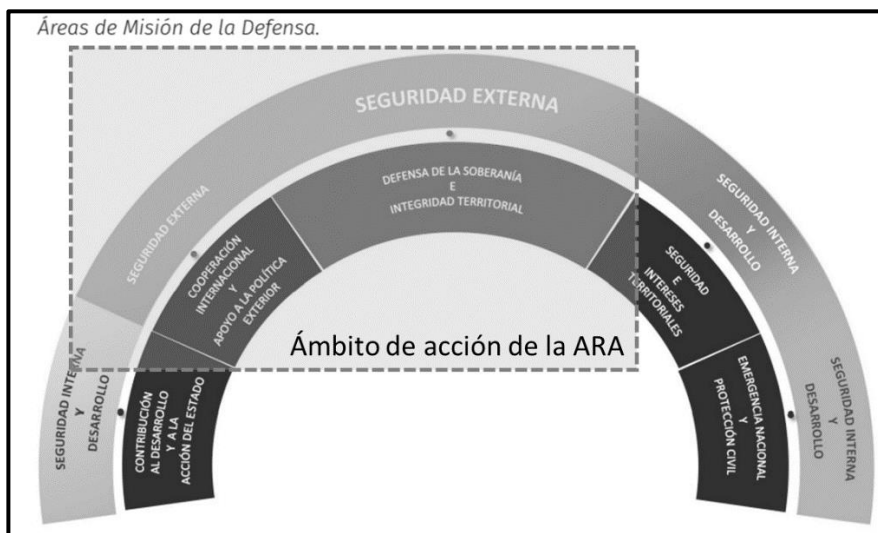 Áreas de Misión de la Defensa.
SEGURIDAD EXTERNA
SEGURIDAD EXTERNA
DEFENSA DE LA SOBERANÍA
E
INTEGRIDAD TERRITORIAL
COOPERACIÓN
INTERNACIONAL
Y
APOYO A LA POLÍTICA
EXTERIOR
SEGURIDAD INTERNA
Y
DESARROLLO
SEGURIDAD
E
INTERESES
TERRITORIALES
Ámbito de acción de la ARA
SEGURIDAD INTERNA
Y
DESARROLLO
CONTRIBUCIÓN
AL DESARROLLO
Y A LA
ACCIÓN DEL ESTADO
EMERGENCIA NACIONAL
Y
PROTECCIÓN CIVIL
SEGURIDAD INTERNA
Y
DESARROLLO